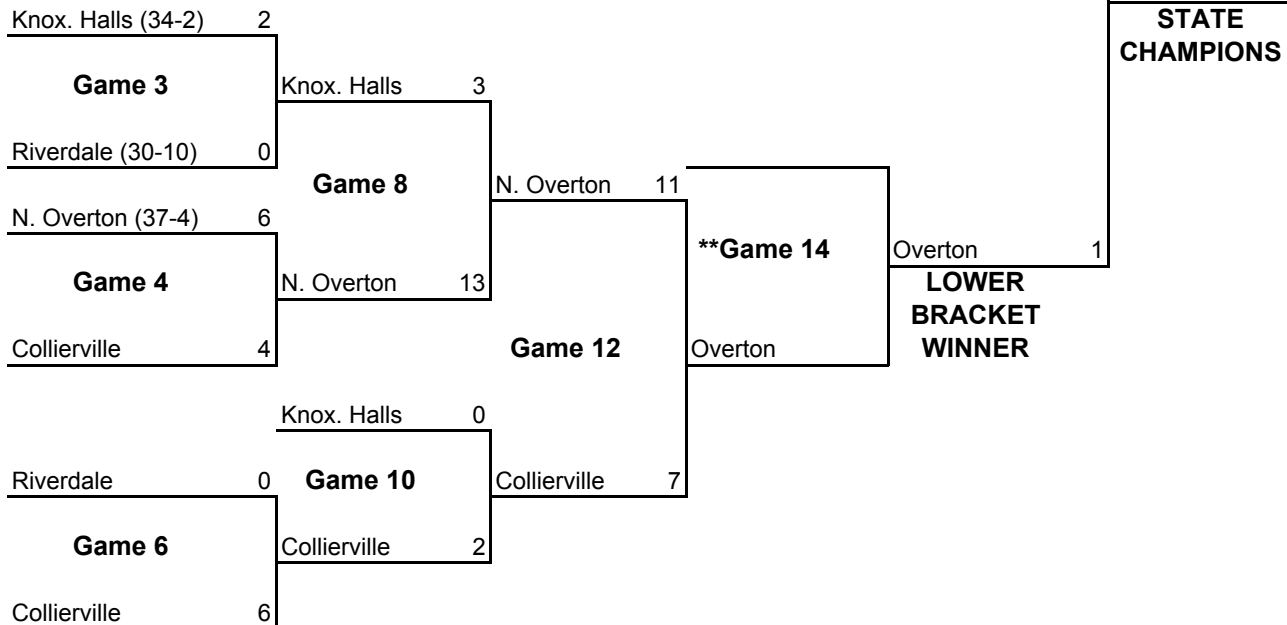 Knox. Halls (34-2) 2
STATE
CHAMPIONS
Game 3
Knox. Halls 3
Riverdale (30-10) 0
Game 8
N. Overton 11
N. Overton (37-4) 6
**Game 14
Overton 1
Game 4
N. Overton 13
LOWER
BRACKET
WINNER
Collierville 4
Game 12
Overton
Knox. Halls 0
Riverdale 0
Game 10
Collierville 7
Game 6
Collierville 2
Collierville 6